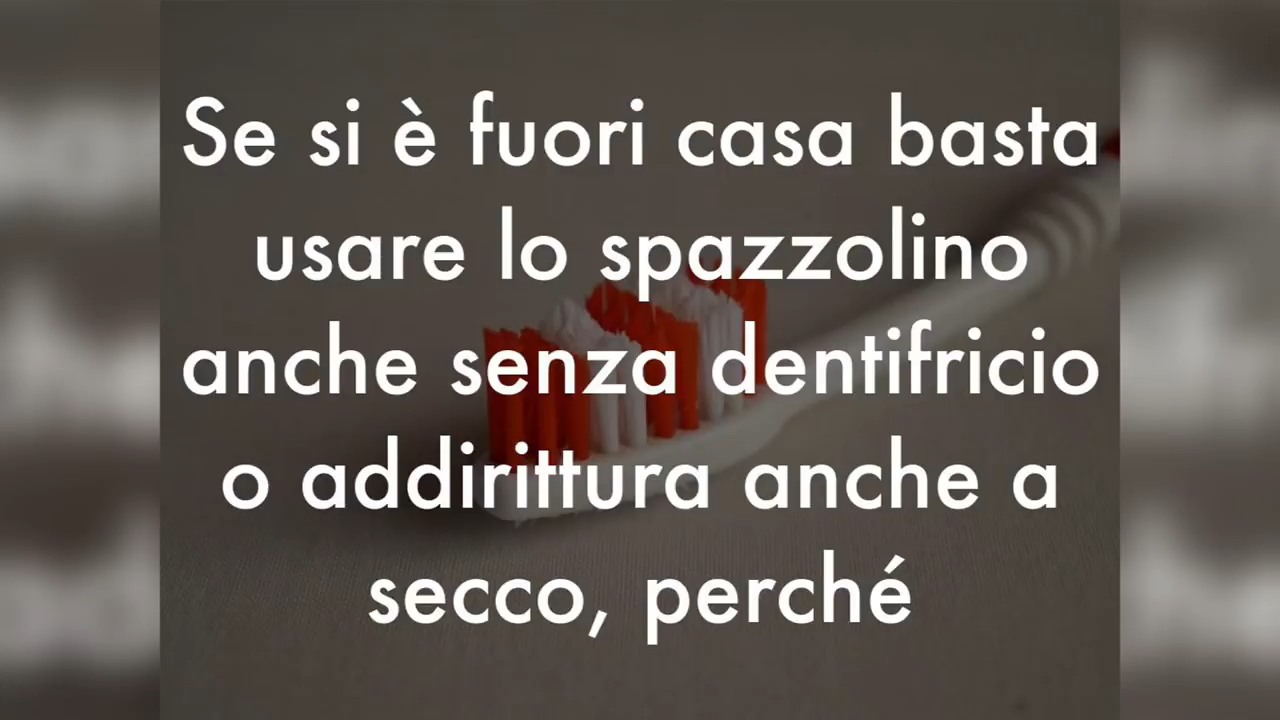 Se si è fuori casa basta
usare lo spazzolino
anche senza dentifricio
o addirittura anche a
secco, perché